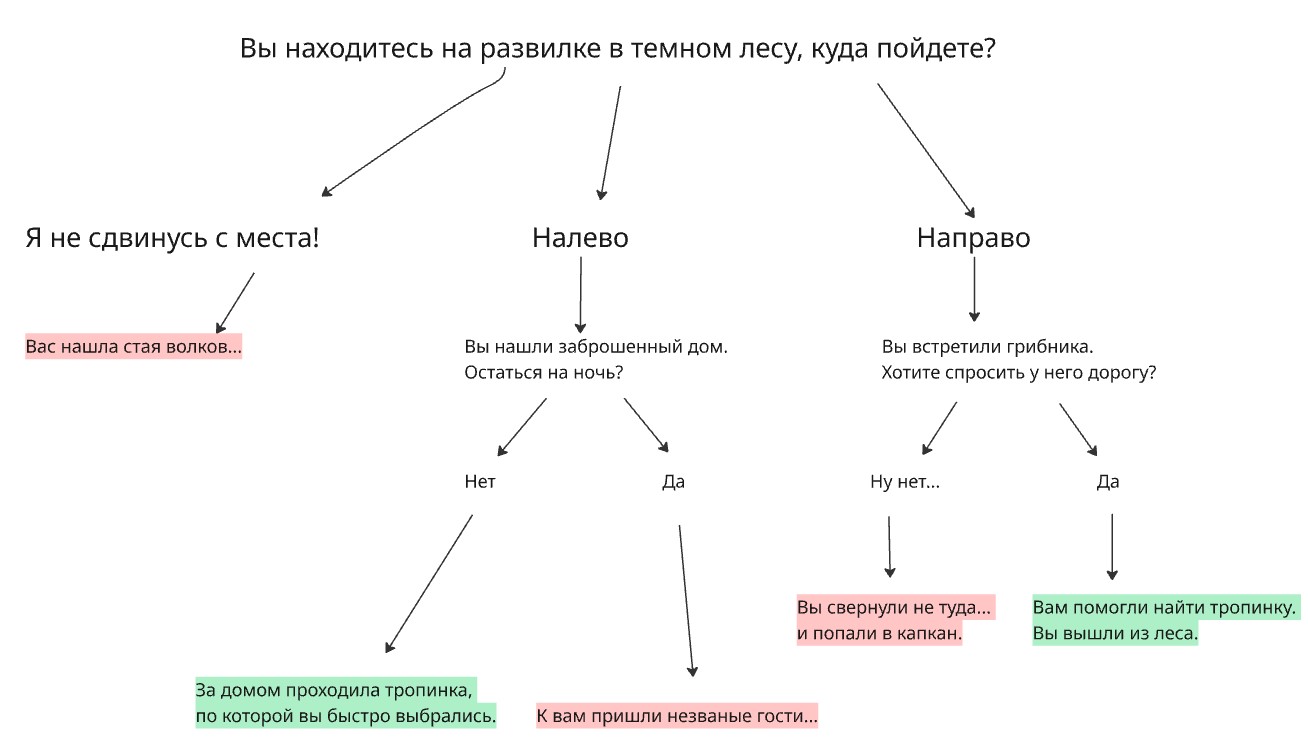 Вы находитесь на развилке в темном лесу, куда пойдете?
Я не сдвинусь с места!
Налево
Направо
Вас нашла стая волков...
Вы нашли заброшенный дом.
Остаться на ночь?
Вы встретили грибника.
Хотите спросить у него дорогу?
Нет
Да
Ну нет...
Да
Вы свернули не туда...
и попали в капкан.
Вам помогли найти тропинку.
Вы вышли из леса.
За домом проходила тропинка,
по которой вы быстро выбрались.
К вам пришли незваные гости...